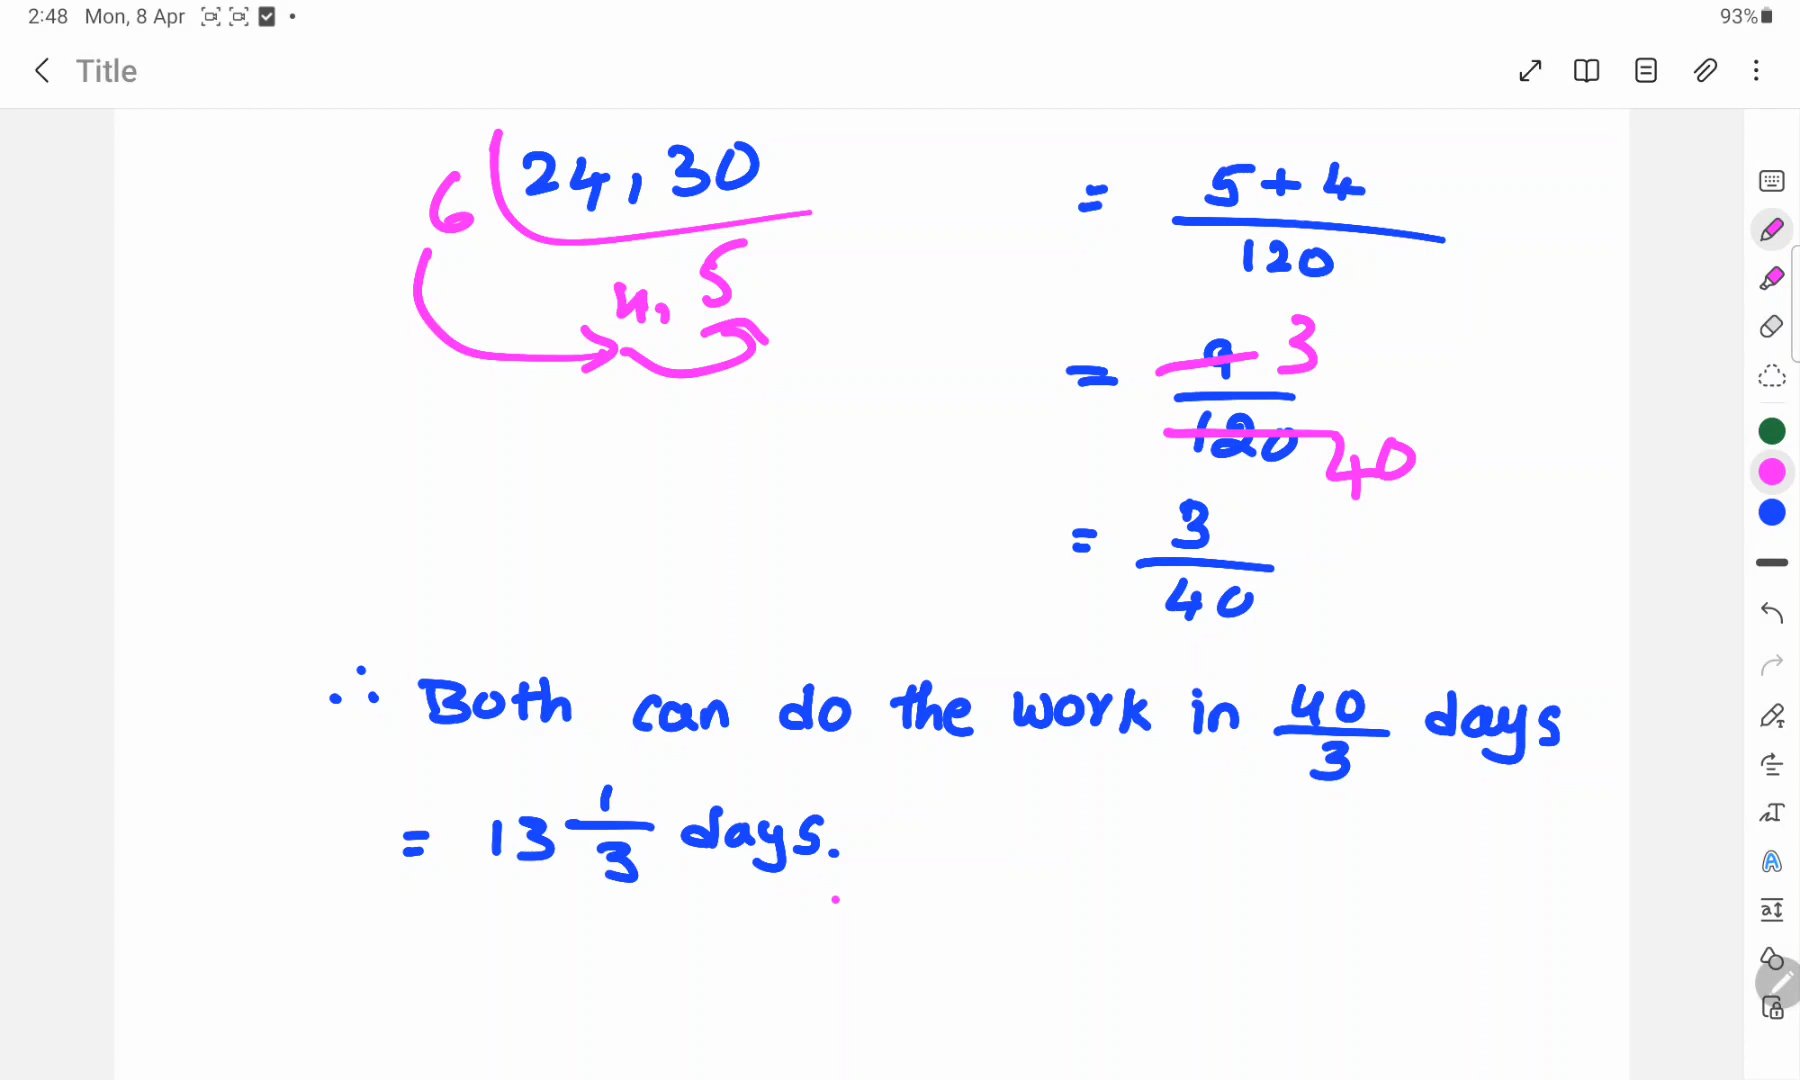 2:48 Mon, 8 Apr
93%
Title
6 24, 30
4, 5
= 5 + 4
120
= 9 3
120 40
= 3
40
∴ Both can do the work in 40/3 days
= 13 1/3 days.